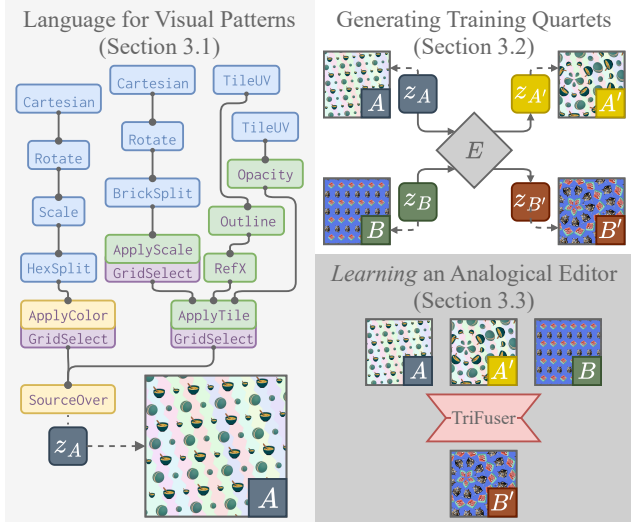 Language for Visual Patterns
(Section 3.1)
Cartesian
Cartesian
TileUV
TileUV
Rotate
Rotate
Opacity
Scale
BrickSplit
Outline
HexSplit
ApplyScale
GridSelect
RefX
ApplyColor
GridSelect
ApplyTile
GridSelect
SourceOver
z_A
A
Generating Training Quartets
(Section 3.2)
A
z_A
z_{A'}
A'
E
B
z_B
z_{B'}
B'
Learning an Analogical Editor
(Section 3.3)
A
A'
B
TriFuser
B'